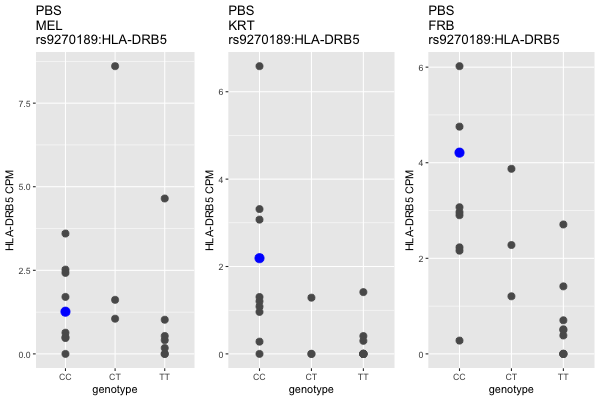 PBS
MEL
rs9270189:HLA-DRB5
HLA-DRB5 CPM
7.5
5.0
2.5
0.0
CC CT TT
genotype
PBS
KRT
rs9270189:HLA-DRB5
HLA-DRB5 CPM
6
4
2
0
CC CT TT
genotype
PBS
FRB
rs9270189:HLA-DRB5
HLA-DRB5 CPM
6
4
2
0
CC CT TT
genotype